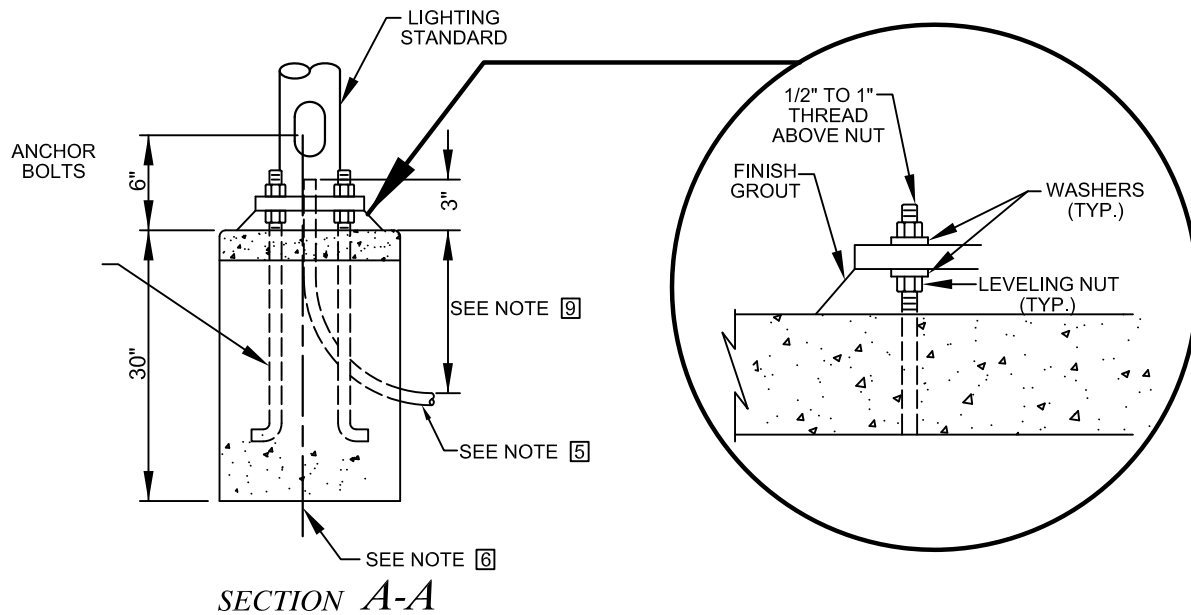 LIGHTING
STANDARD
ANCHOR
BOLTS
6"
3"
30"
SEE NOTE 9
SEE NOTE 5
SEE NOTE 6
SECTION A-A
1/2" TO 1"
THREAD
ABOVE NUT
FINISH
GROUT
WASHERS
(TYP.)
LEVELING NUT
(TYP.)